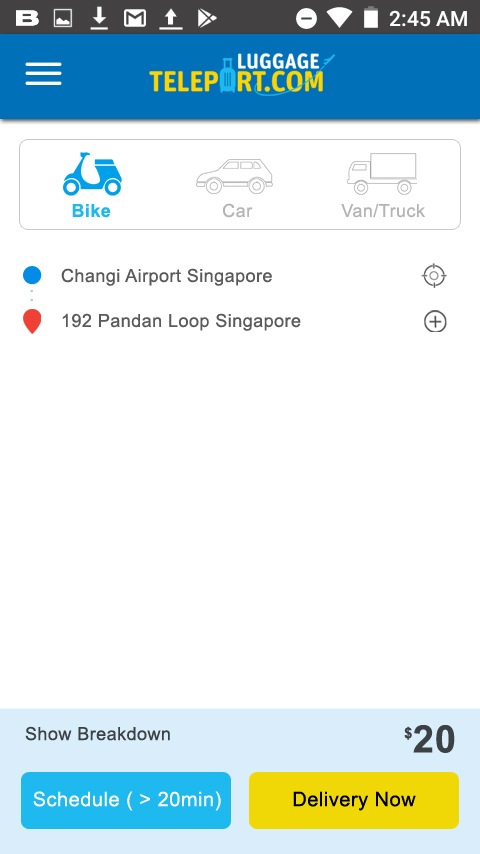 2:45 AM
LUGGAGE
TELEPORT.COM
Bike Car Van/Truck
Changi Airport Singapore
192 Pandan Loop Singapore
Show Breakdown $20
Schedule ( > 20min) Delivery Now